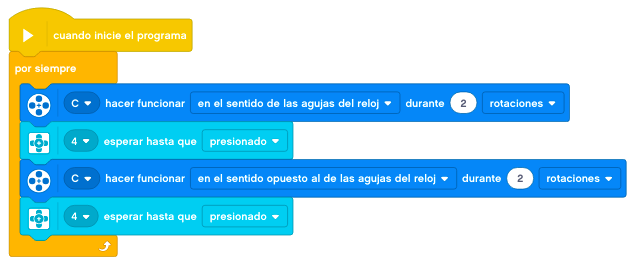 cuando inicie el programa
por siempre
C hacer funcionar en el sentido de las agujas del reloj durante 2 rotaciones
4 esperar hasta que presionado
C hacer funcionar en el sentido opuesto al de las agujas del reloj durante 2 rotaciones
4 esperar hasta que presionado